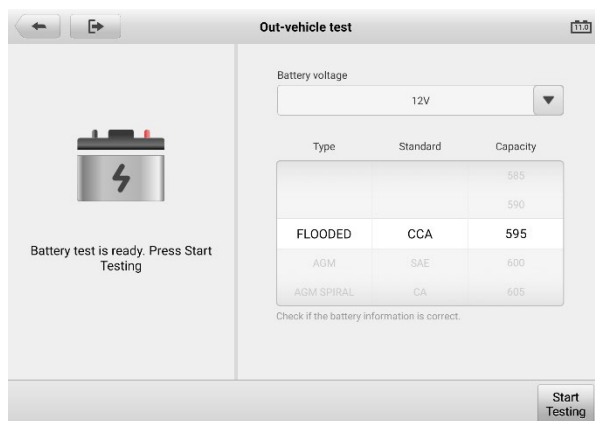 Out-vehicle test
11.0
Battery voltage
12V
Type Standard Capacity
585
590
FLOODED CCA 595
AGM SAE 600
AGM SPIRAL CA 605
Check if the battery information is correct.
Battery test is ready. Press Start
Testing
Start
Testing